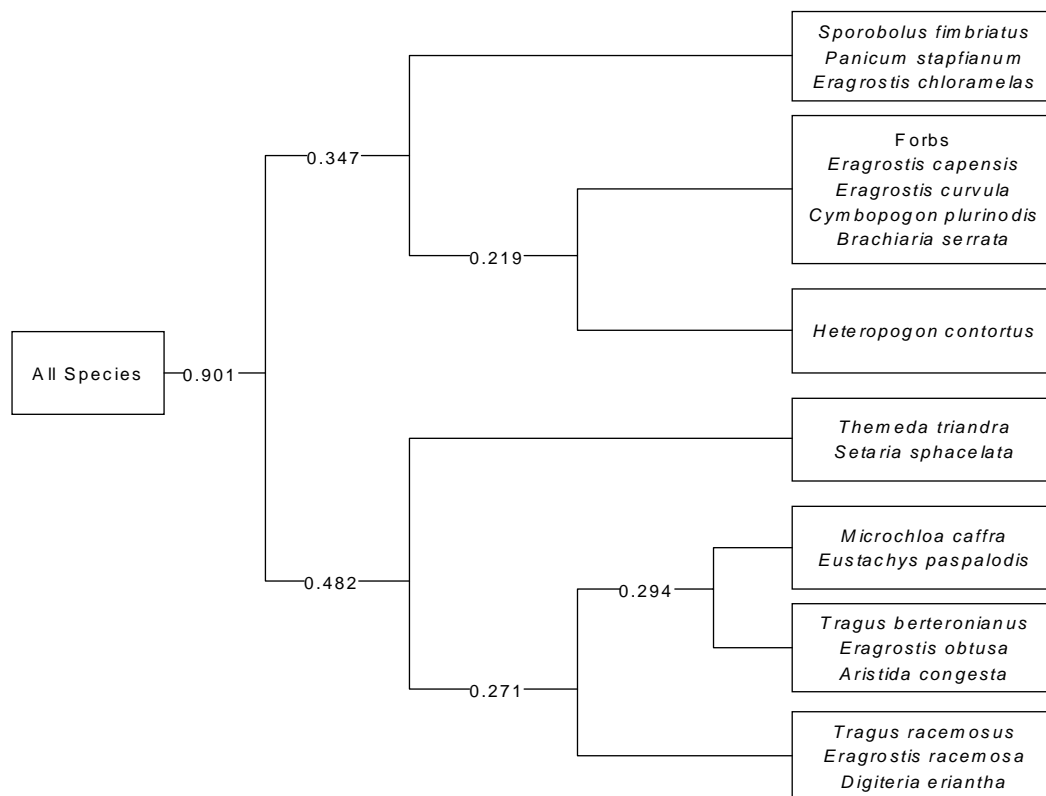 Sporobolus fimbriatus
Panicum stapfianum
Eragrostis chloramelas
0.347
Forbs
Eragrostis capensis
Eragrostis curvula
Cymbopogon plurinodis
Brachiaria serrata
0.219
Heteropogon contortus
All Species
0.901
Themeda triandra
Setaria sphacelata
0.482
Microchloa caffra
Eustachys paspalodis
0.294
Tragus berteronianus
Eragrostis obtusa
Aristida congesta
0.271
Tragus racemosus
Eragrostis racemosa
Digiteria eriantha